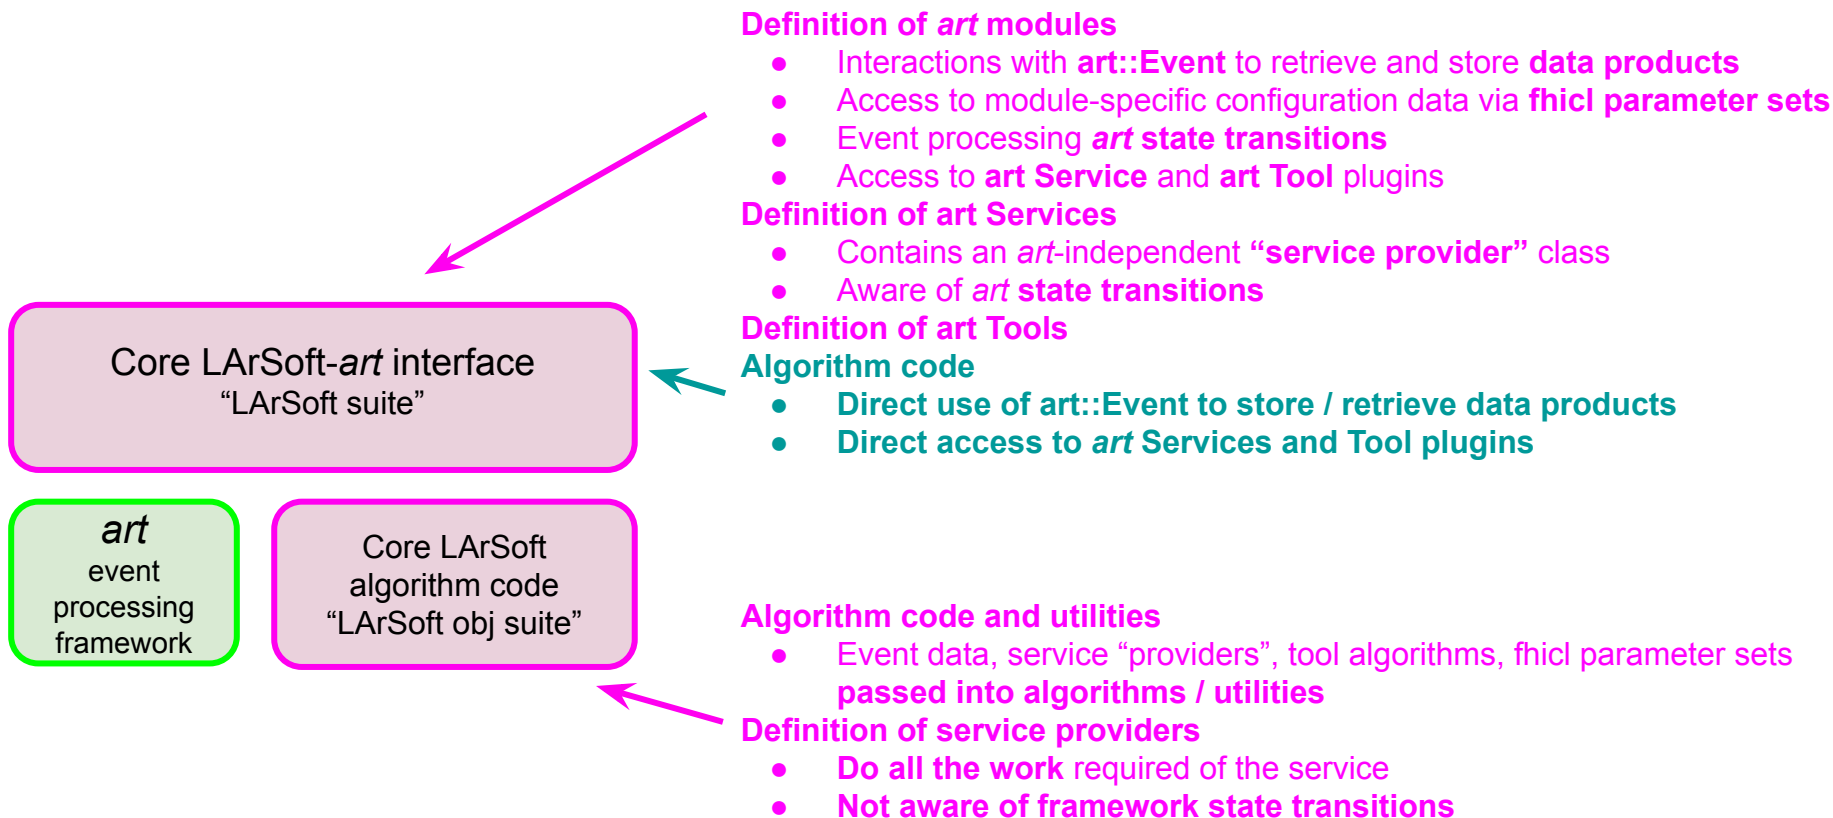 Definition of art modules
● Interactions with art::Event to retrieve and store data products
● Access to module-specific configuration data via fhicl parameter sets
● Event processing art state transitions
● Access to art Service and art Tool plugins
Definition of art Services
● Contains an art-independent “service provider” class
● Aware of art state transitions
Definition of art Tools
Algorithm code
● Direct use of art::Event to store / retrieve data products
● Direct access to art Services and Tool plugins
Core LArSoft-art interface
“LArSoft suite”
art
event
processing
framework
Core LArSoft
algorithm code
“LArSoft obj suite”
Algorithm code and utilities
● Event data, service “providers”, tool algorithms, fhicl parameter sets
passed into algorithms / utilities
Definition of service providers
● Do all the work required of the service
● Not aware of framework state transitions